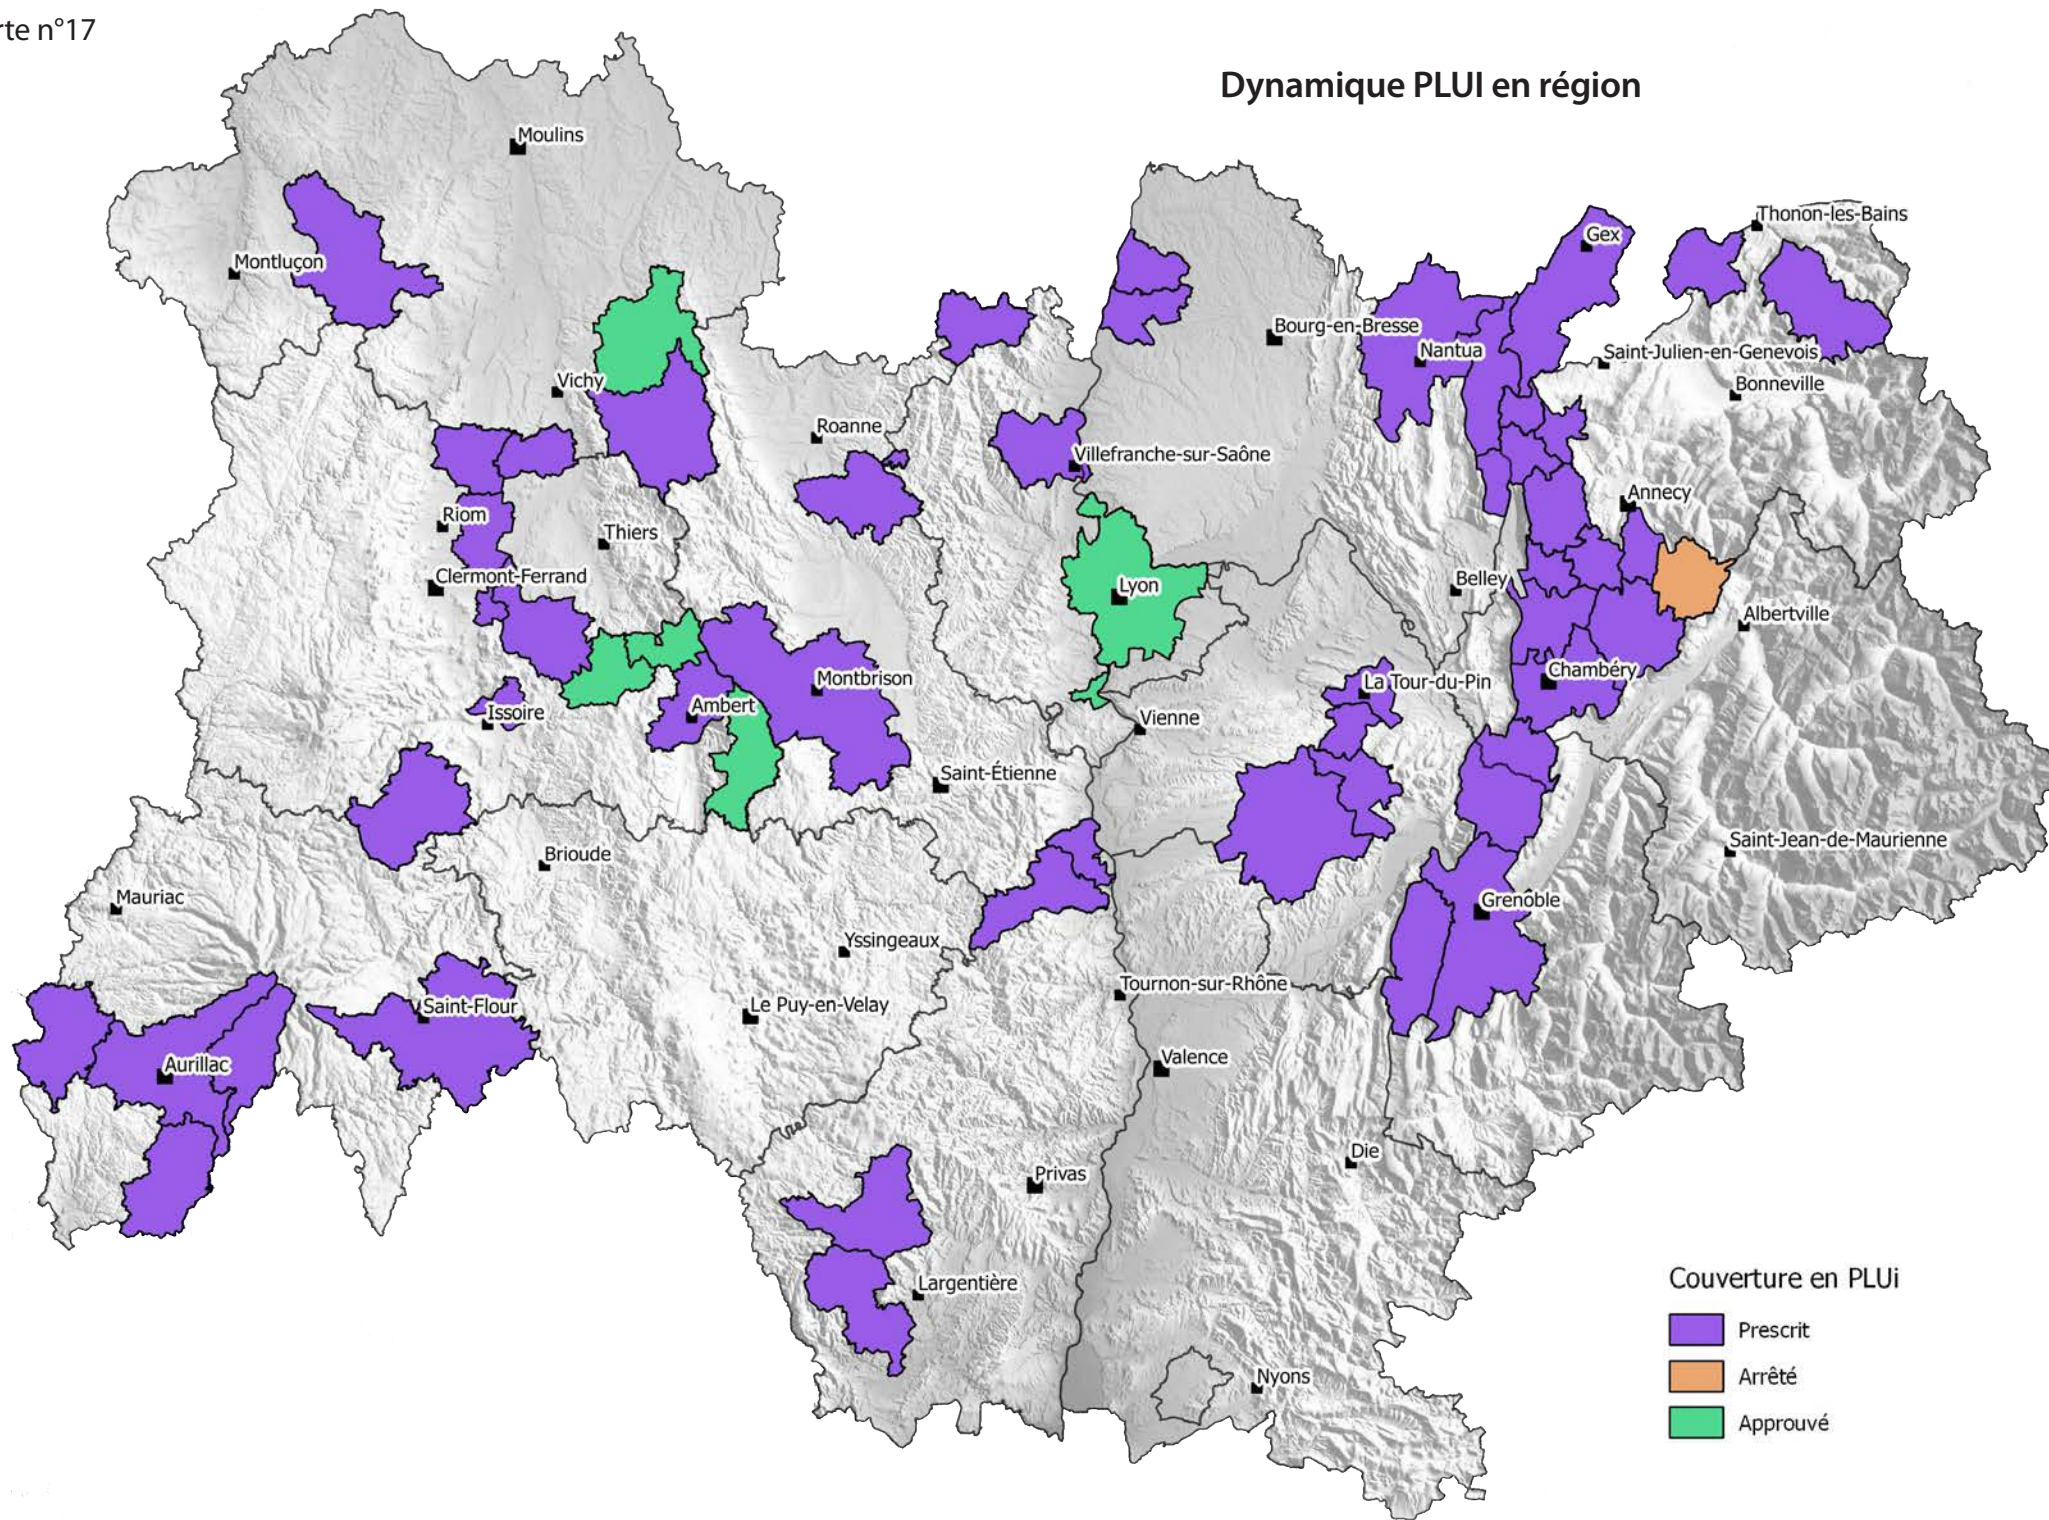 rte n°17
Dynamique PLUI en région
Moulins
Montluçon
Thonon-les-Bains
Gex
Bourg-en-Bresse
Nantua
Saint-Julien-en-Genevois
Bonneville
Vichy
Roanne
Villefranche-sur-Saône
Annecy
Riom
Thiers
Clermont-Ferrand
Lyon
Belley
Albertville
Montbrison
Chambéry
La Tour-du-Pin
Issoire
Ambert
Vienne
Saint-Étienne
Brioude
Saint-Jean-de-Maurienne
Mauriac
Grenoble
Yssingeaux
Tournon-sur-Rhône
Saint-Flour
Le Puy-en-Velay
Aurillac
Valence
Die
Privas
Largentière
Nyons
Couverture en PLUi
Prescrit
Arrêté
Approuvé